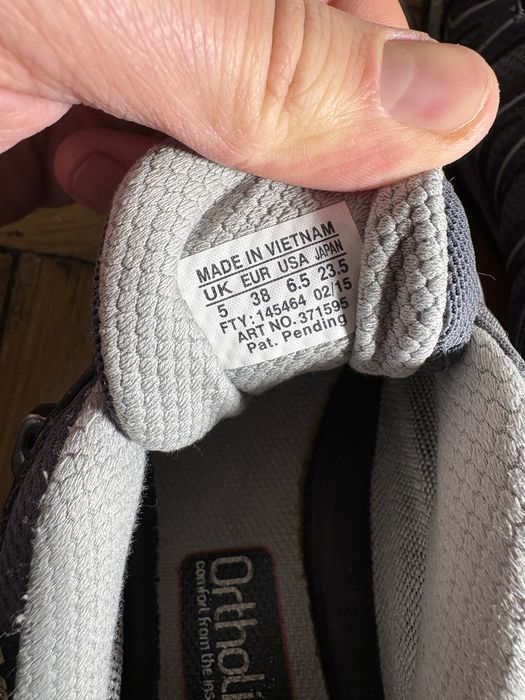 MADE IN VIETNAM
UK EUR USA JAPAN
5 38 6.5 23.5
FTY: 145464 02/15
ART NO. 371595
Pat. Pending
Ortholi
comfort from the ins